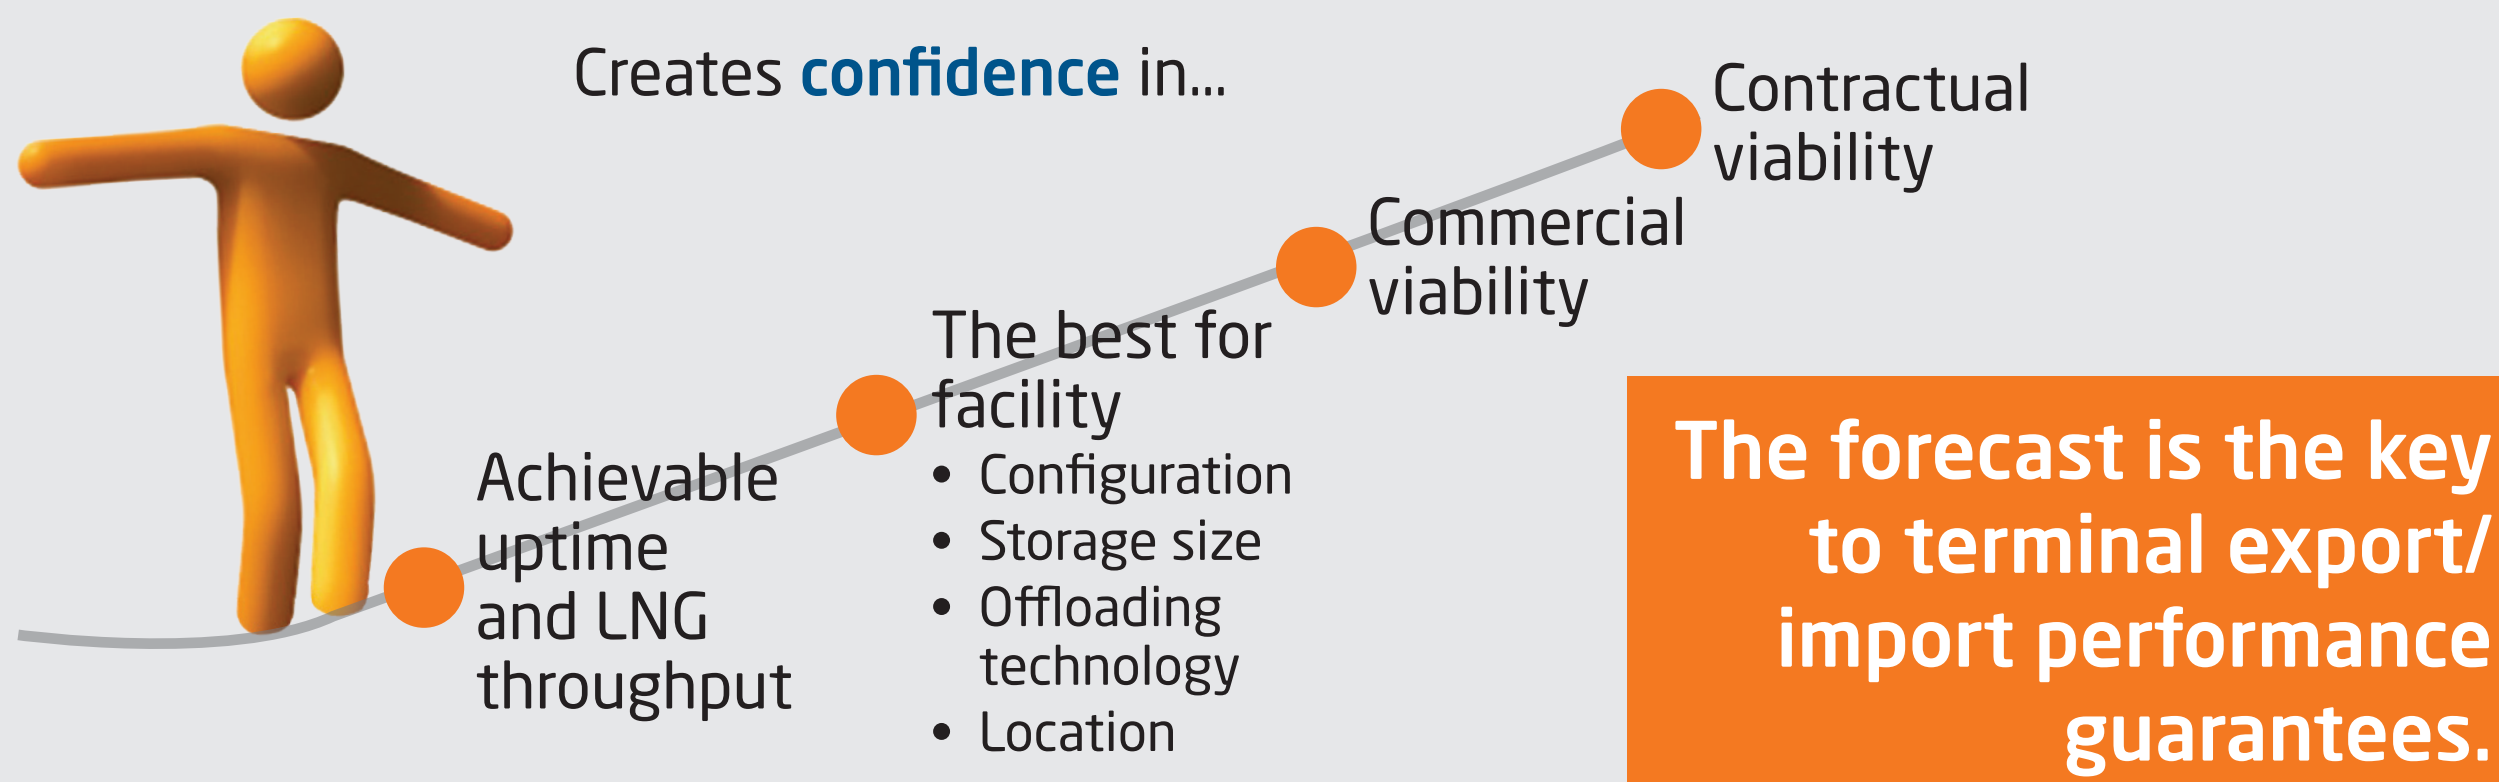 Creates confidence in...
Achievable
uptime
and LNG
throughput
The best for
facility
• Configuration
• Storage size
• Offloading
technology
• Location
Commercial
viability
Contractual
viability
The forecast is the key
to terminal export/
import performance
guarantees.